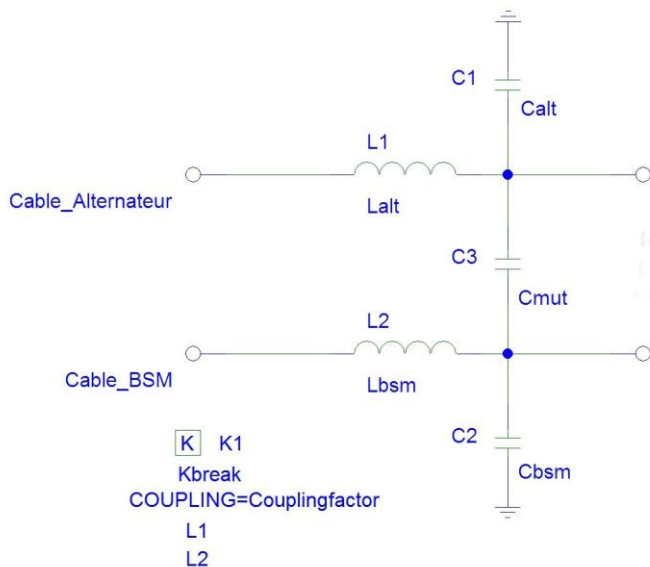 C1
Calt
L1
Cable_Alternateur
Lalt
C3
Cmut
L2
Cable_BSM
Lbsm
C2
K K1
Cbsm
Kbreak
COUPLING=Couplingfactor
L1
L2